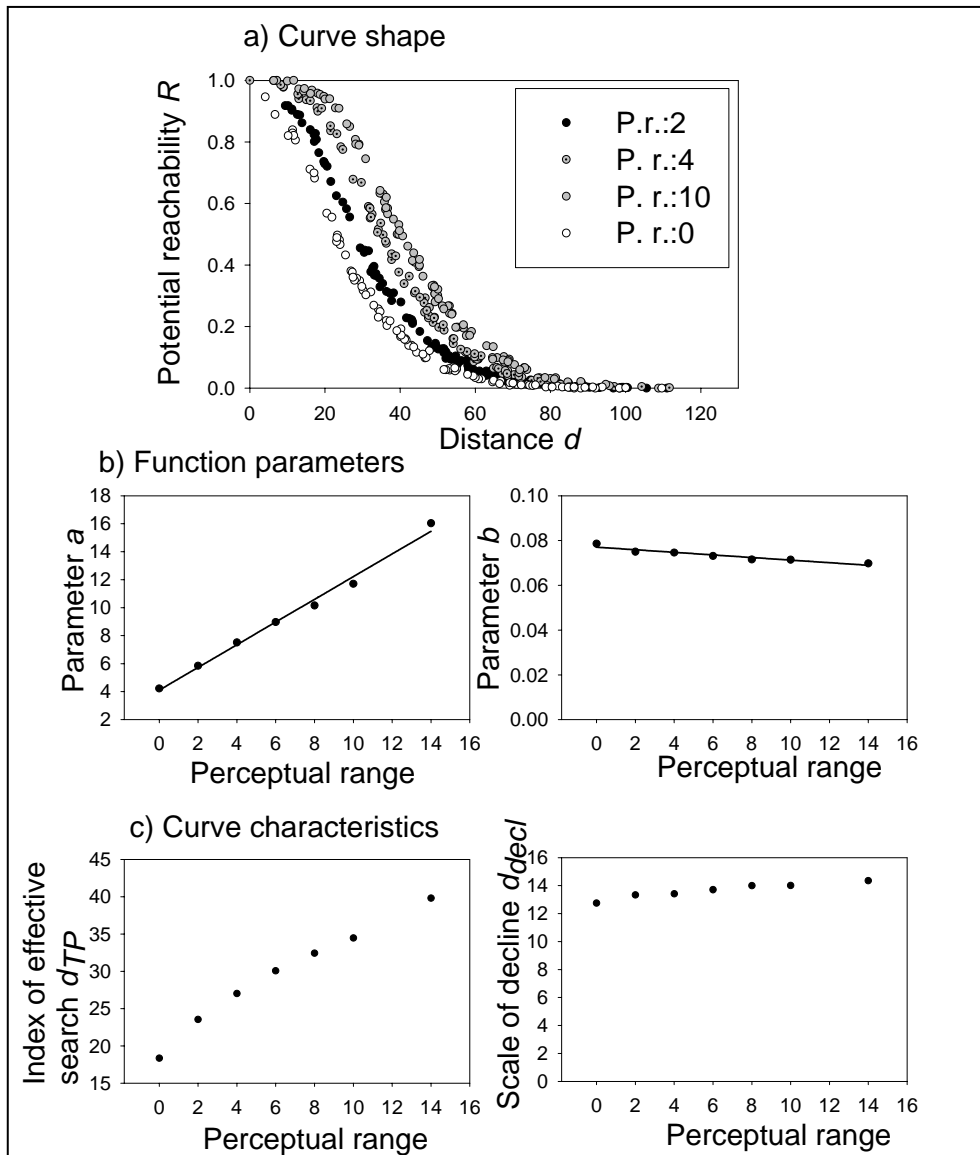 a) Curve shape
Potential reachability R
1.0
0.8
0.6
0.4
0.2
0.0
P.r.:2
P. r.:4
P. r.:10
P. r.:0
0 20 40 60 80 100 120
Distance d
b) Function parameters
Parameter a
18
16
14
12
10
8
6
4
2
0 2 4 6 8 10 12 14 16
Perceptual range
Parameter b
0.10
0.08
0.06
0.04
0.02
0.00
0 2 4 6 8 10 12 14 16
Perceptual range
c) Curve characteristics
Index of effective
search dTP
45
40
35
30
25
20
15
0 2 4 6 8 10 12 14 16
Perceptual range
Scale of decline ddecl
16
14
12
10
8
6
4
2
0
0 2 4 6 8 10 12 14 16
Perceptual range